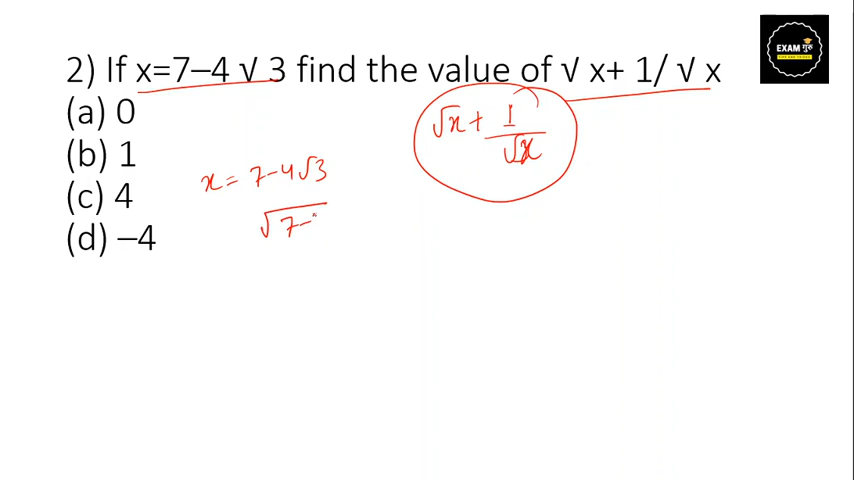 EXAM गुरु
2) If x=7–4 √ 3 find the value of √ x+ 1/ √ x
(a) 0
(b) 1
(c) 4
(d) –4
√x + 1/√x
x = 7-4√3
√7-